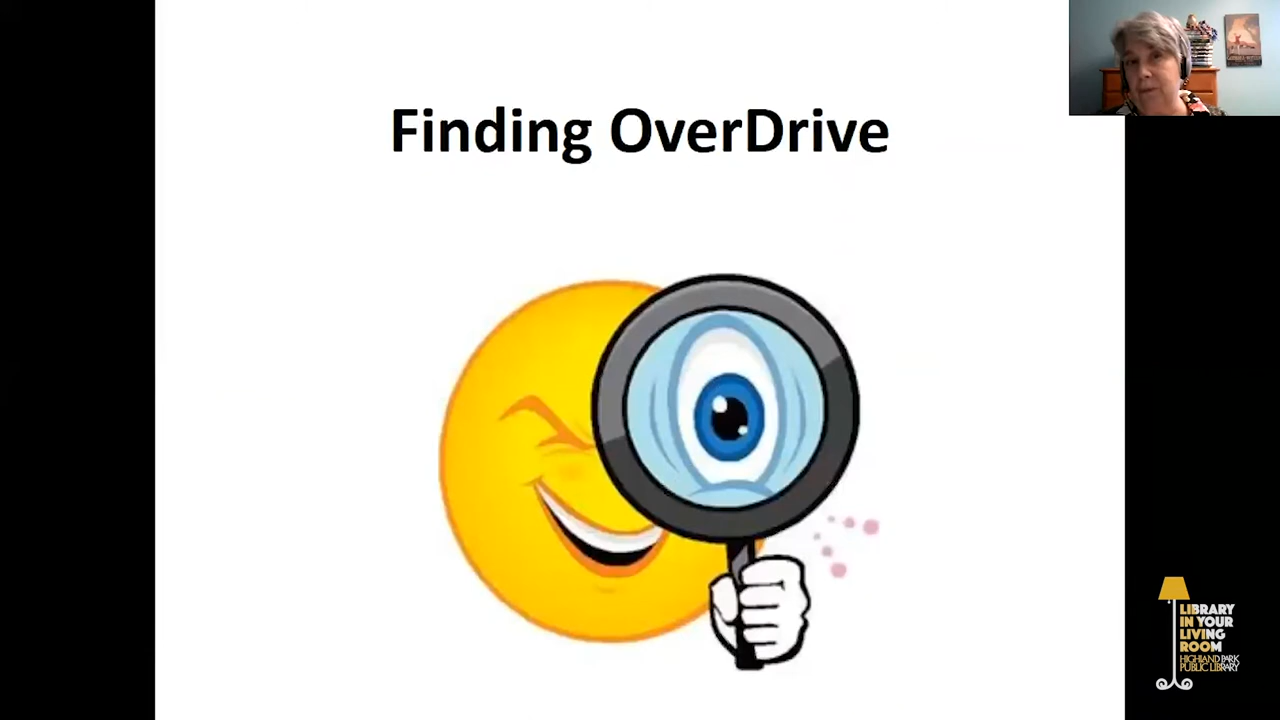 Finding OverDrive
LIBRARY
IN YOUR
LIVING
ROOM
HIGHLAND PARK
PUBLIC LIBRARY